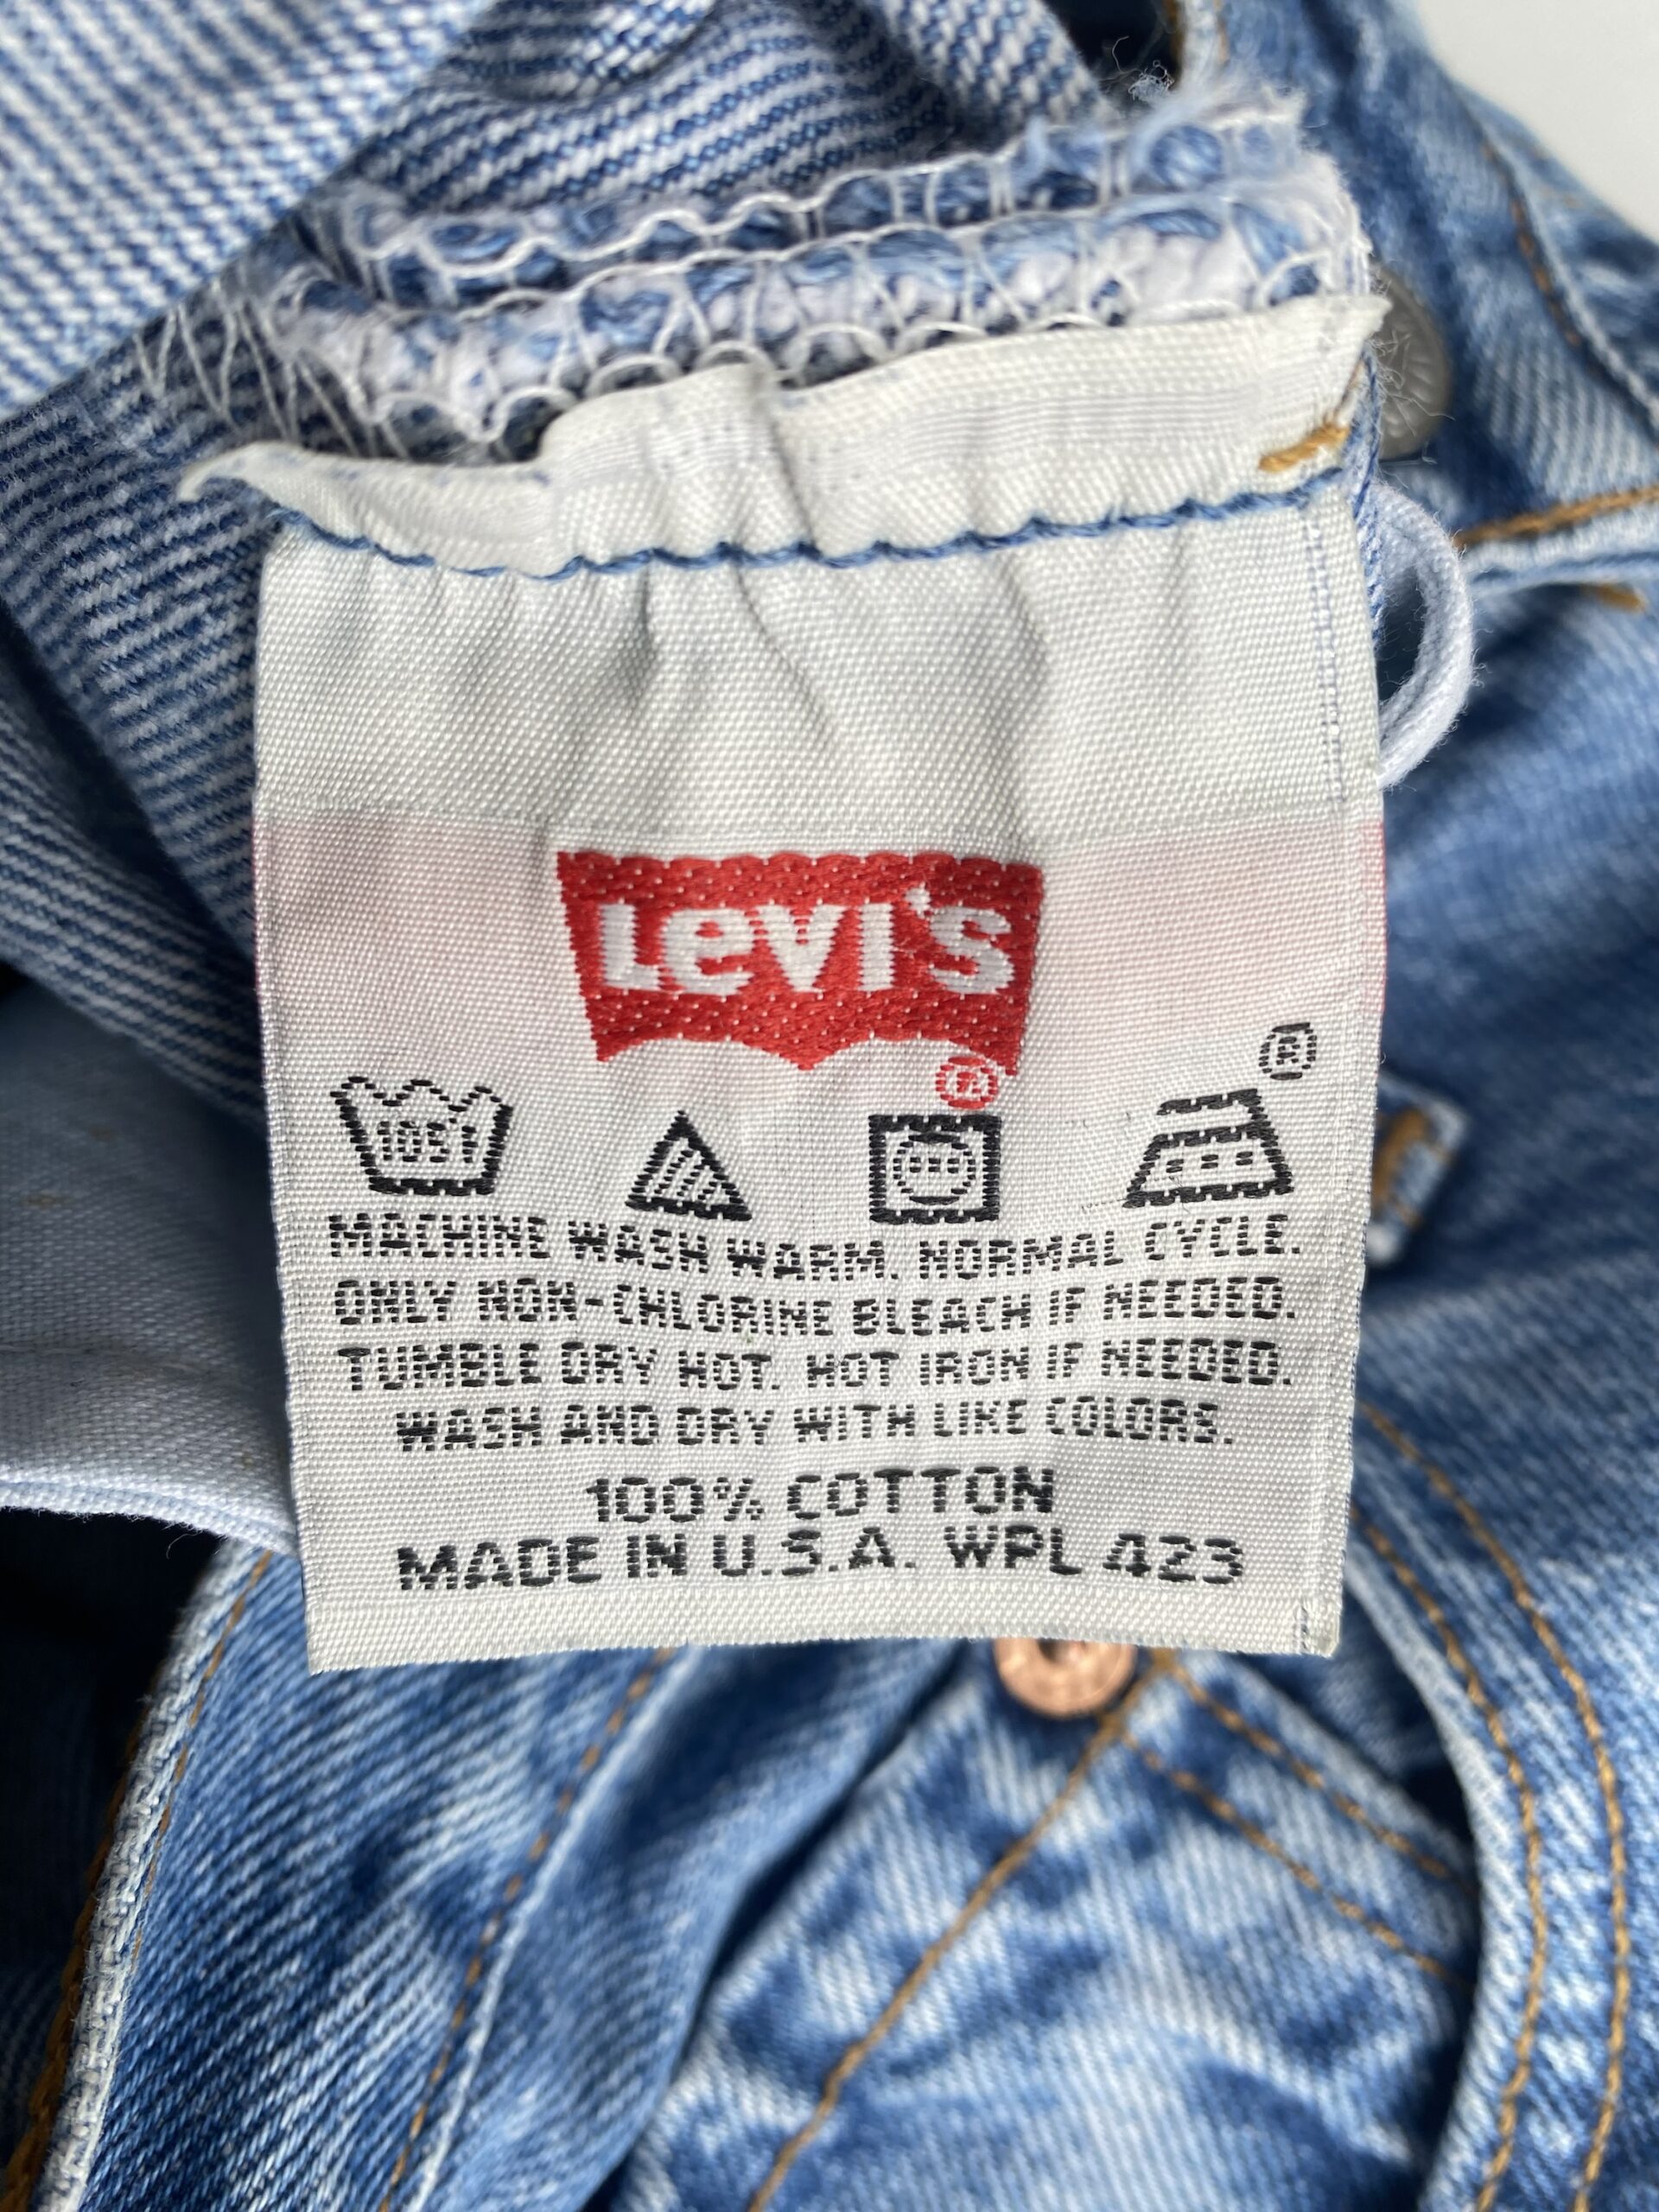 LEVI'S
®
®
105F
MACHINE WASH WARM. NORMAL CYCLE.
ONLY NON-CHLORINE BLEACH IF NEEDED.
TUMBLE DRY HOT. HOT IRON IF NEEDED.
WASH AND DRY WITH LIKE COLORS.
100% COTTON
MADE IN U.S.A. WPL 423